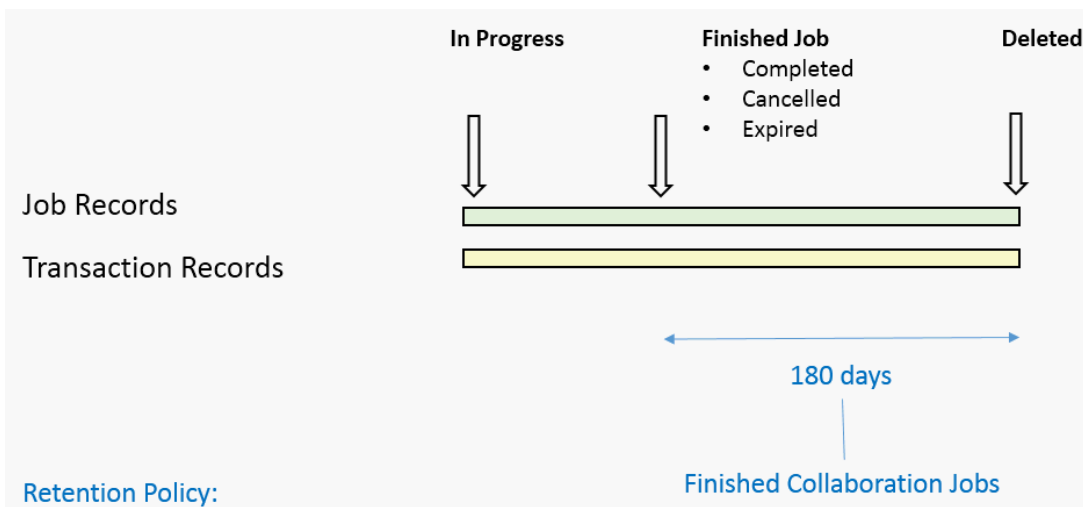 In Progress
Finished Job
• Completed
• Cancelled
• Expired
Deleted
Job Records
Transaction Records
180 days
Finished Collaboration Jobs
Retention Policy: